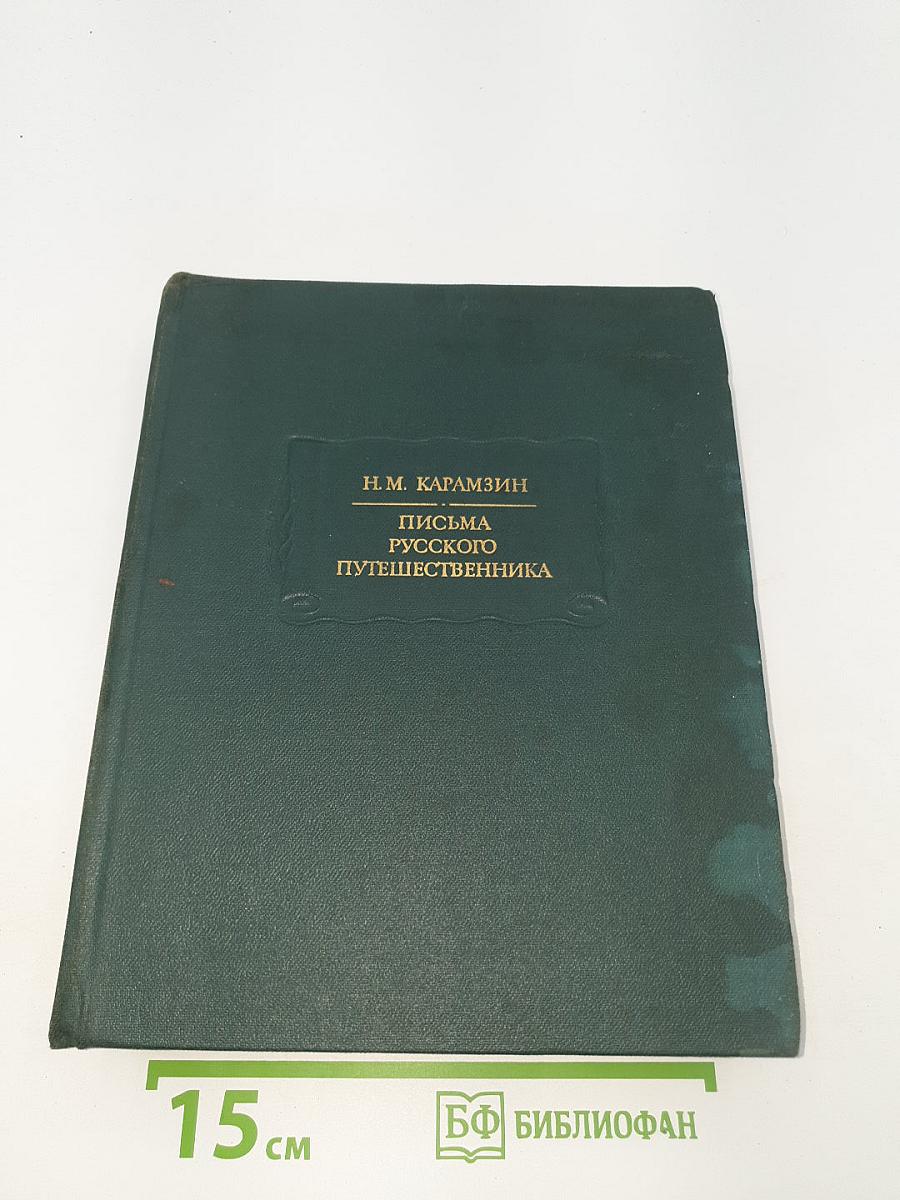 Н. М. КАРАМЗИН
ПИСЬМА
РУССКОГО
ПУТЕШЕСТВЕННИКА
15 СМ
БФ БИБЛИОФАН